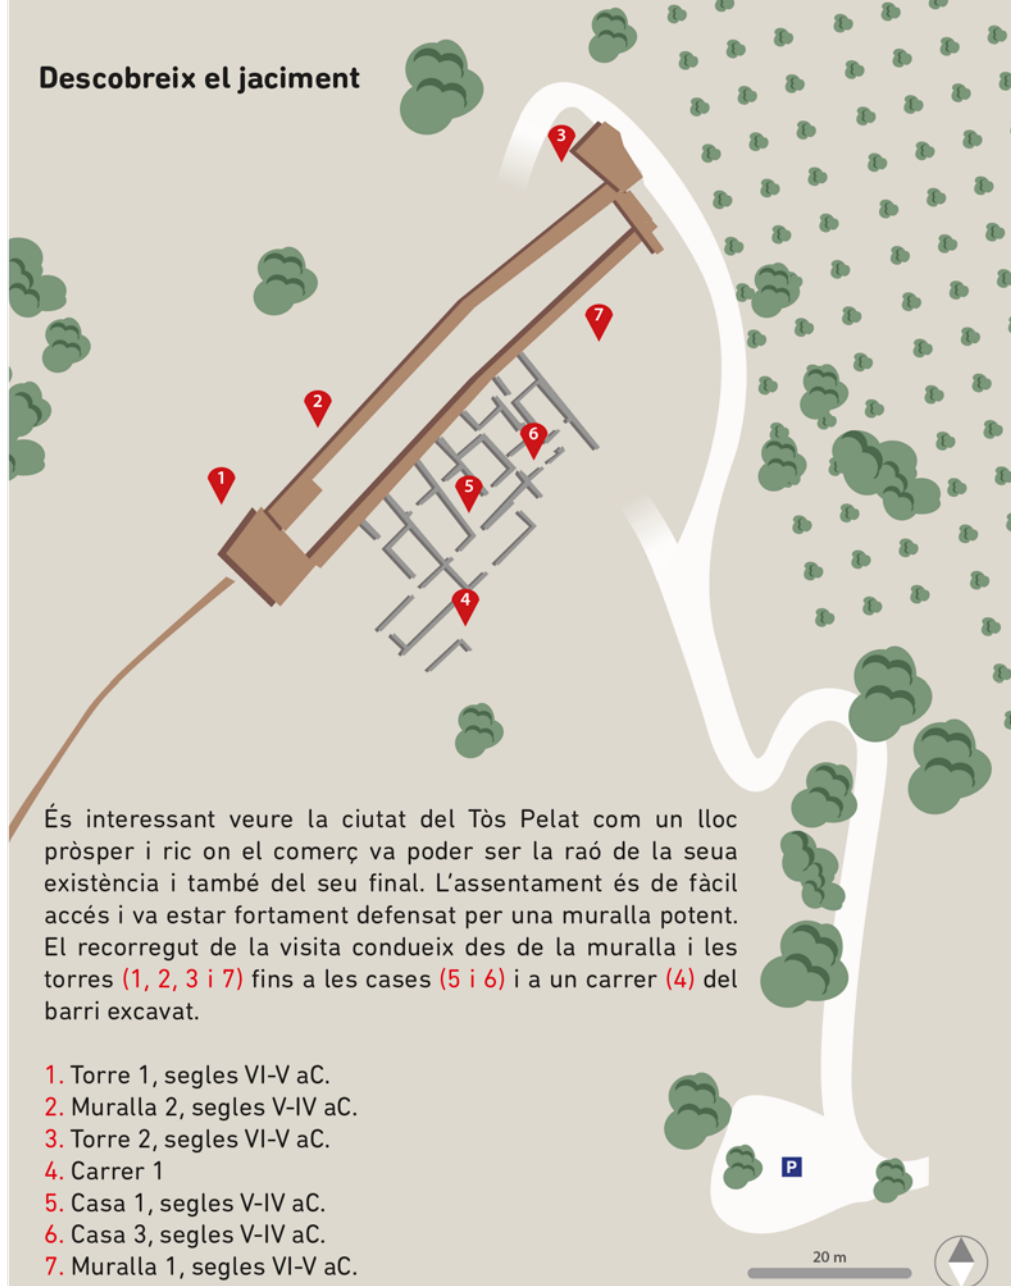 Descobreix el jaciment
3
7
2
6
1
5
4
És interessant veure la ciutat del Tòs Pelat com un lloc
pròsper i ric on el comerç va poder ser la raó de la seua
existència i també del seu final. L'assentament és de fàcil
accés i va estar fortament defensat per una muralla potent.
El recorregut de la visita condueix des de la muralla i les
torres (1, 2, 3 i 7) fins a les cases (5 i 6) i a un carrer (4) del
barri excavat.
1. Torre 1, segles VI-V aC.
2. Muralla 2, segles V-IV aC.
3. Torre 2, segles VI-V aC.
4. Carrer 1
5. Casa 1, segles V-IV aC.
6. Casa 3, segles V-IV aC.
7. Muralla 1, segles VI-V aC.
P
20 m